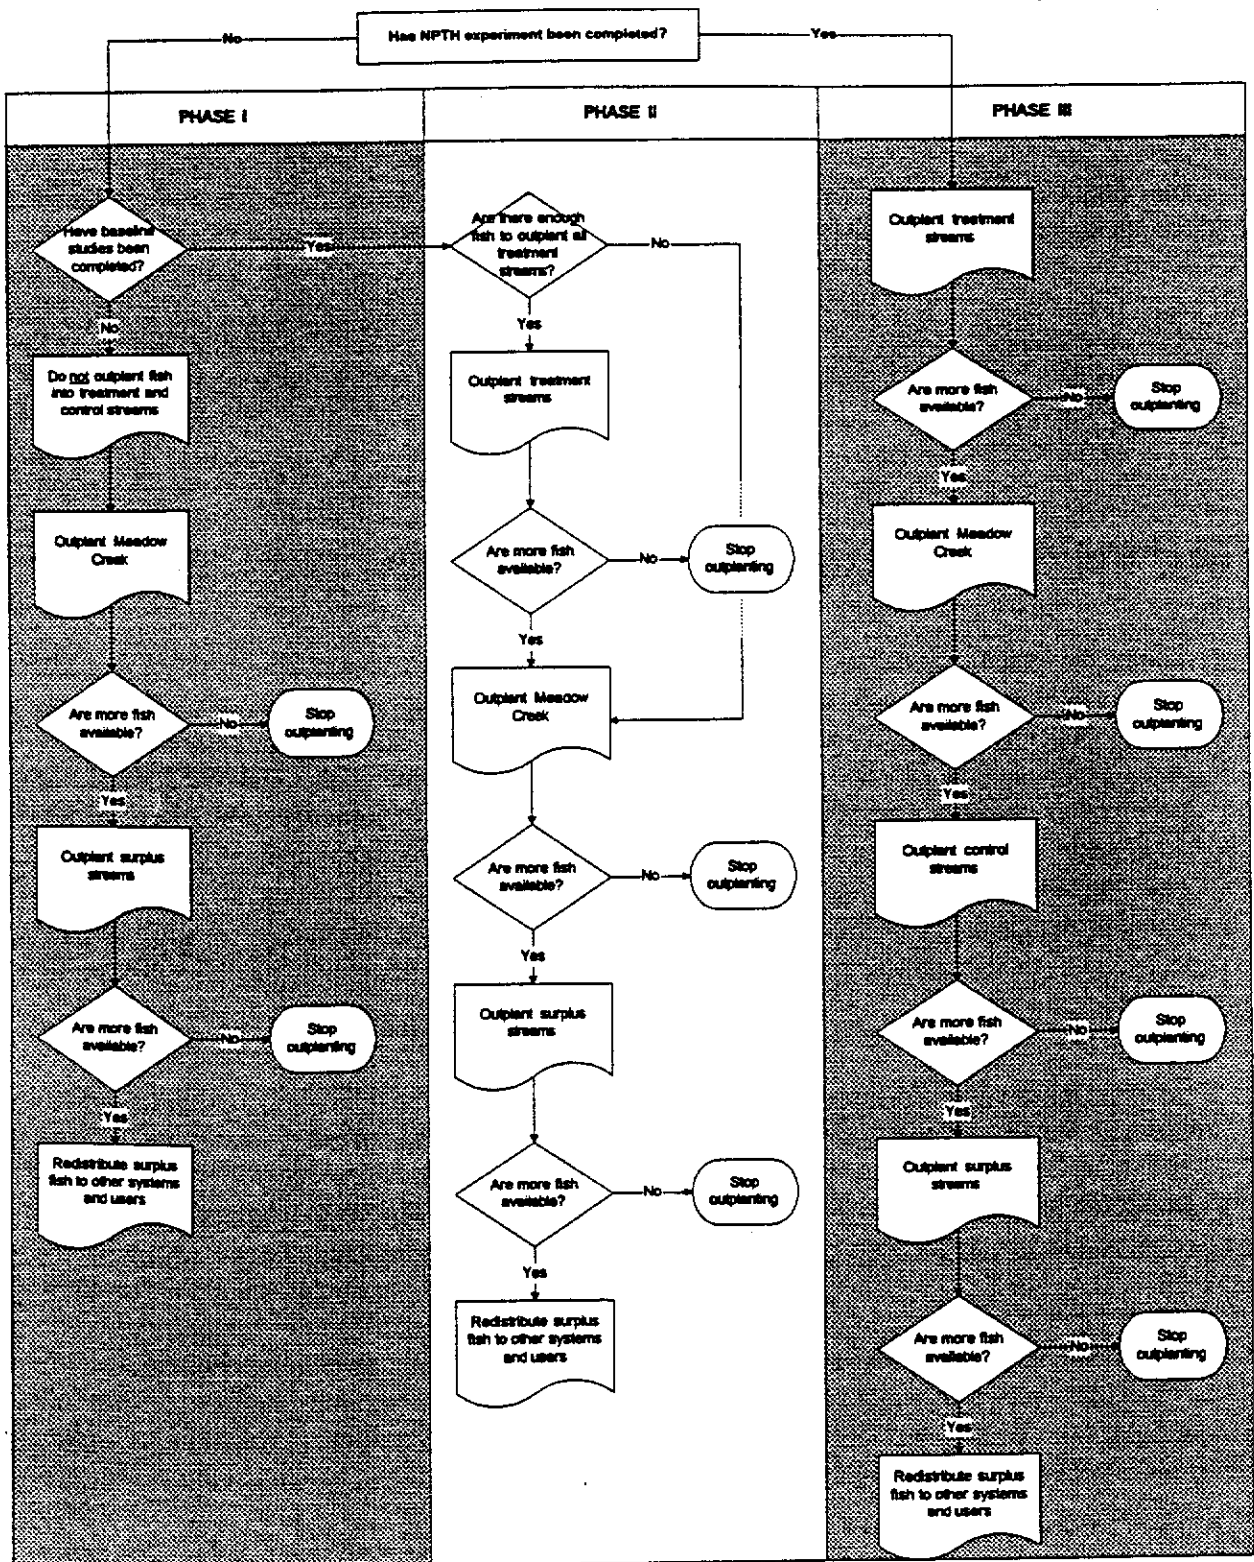 Has NPTH experiment been completed?
No
Yes
PHASE I
Have baseline
studies been
completed?
Yes
No
Do not outplant fish
into treatment and
control streams
Outplant Meadow
Creek
Are more fish
available?
No
Stop
outplanting
Yes
Outplant surplus
streams
Are more fish
available?
No
Stop
outplanting
Yes
Redistribute surplus
fish to other systems
and users
PHASE II
Are there enough
fish to outplant all
treatment
streams?
No
Yes
Outplant treatment
streams
Are more fish
available?
No
Stop
outplanting
Yes
Outplant Meadow
Creek
Are more fish
available?
No
Stop
outplanting
Yes
Outplant surplus
streams
Are more fish
available?
No
Stop
outplanting
Yes
Redistribute surplus
fish to other systems
and users
PHASE III
Outplant treatment
streams
Are more fish
available?
No
Stop
outplanting
Yes
Outplant Meadow
Creek
Are more fish
available?
No
Stop
outplanting
Yes
Outplant control
streams
Are more fish
available?
No
Stop
outplanting
Yes
Outplant surplus
streams
Are more fish
available?
No
Stop
outplanting
Yes
Redistribute surplus
fish to other systems
and users